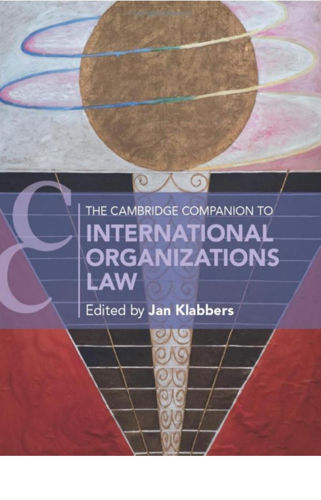 THE CAMBRIDGE COMPANION TO
INTERNATIONAL
ORGANIZATIONS
LAW
Edited by Jan Klabbers